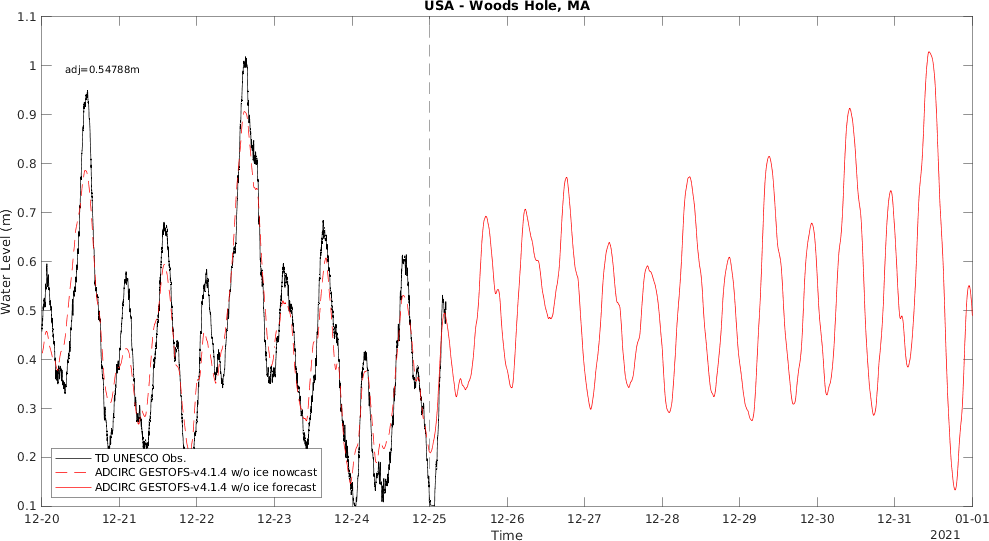 USA - Woods Hole, MA
1.1
1
0.9
0.8
0.7
0.6
0.5
0.4
0.3
0.2
0.1
Water Level (m)
adj=0.54788m
TD UNESCO Obs.
ADCIRC GESTOFS-v4.1.4 w/o ice nowcast
ADCIRC GESTOFS-v4.1.4 w/o ice forecast
12-20 12-21 12-22 12-23 12-24 12-25 12-26 12-27 12-28 12-29 12-30 12-31 01-01
Time
2021